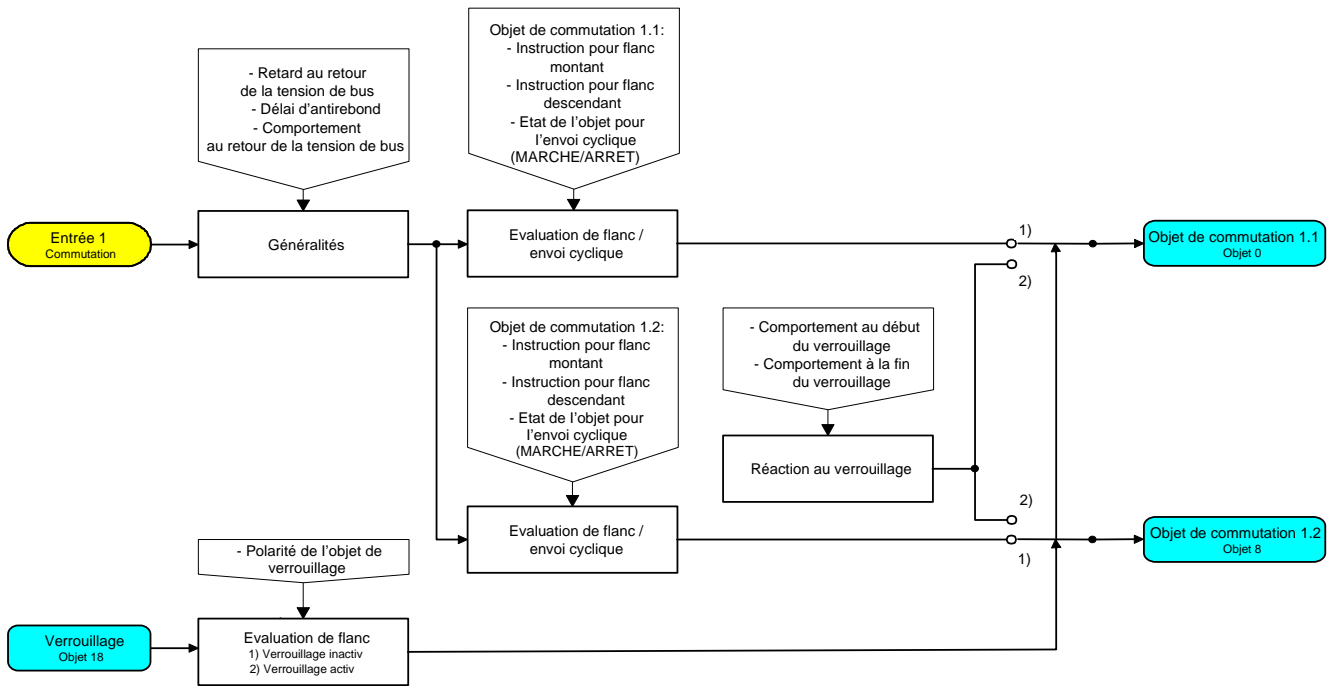 Objet de commutation 1.1:
- Instruction pour flanc
montant
- Instruction pour flanc
descendant
- Etat de l'objet pour
l'envoi cyclique
(MARCHE/ARRET)
- Retard au retour
de la tension de bus
- Délai d'antirebond
- Comportement
au retour de la tension de bus
Entrée 1
Commutation
Généralités
Evaluation de flanc /
envoi cyclique
1)
2)
Objet de commutation 1.1
Objet 0
Objet de commutation 1.2:
- Instruction pour flanc
montant
- Instruction pour flanc
descendant
- Etat de l'objet pour
l'envoi cyclique
(MARCHE/ARRET)
- Comportement au début
du verrouillage
- Comportement à la fin
du verrouillage
Réaction au verrouillage
Evaluation de flanc /
envoi cyclique
2)
1)
Objet de commutation 1.2
Objet 8
- Polarité de l'objet de
verrouillage
Verrouillage
Objet 18
Evaluation de flanc
1) Verrouillage inactiv
2) Verrouillage activ